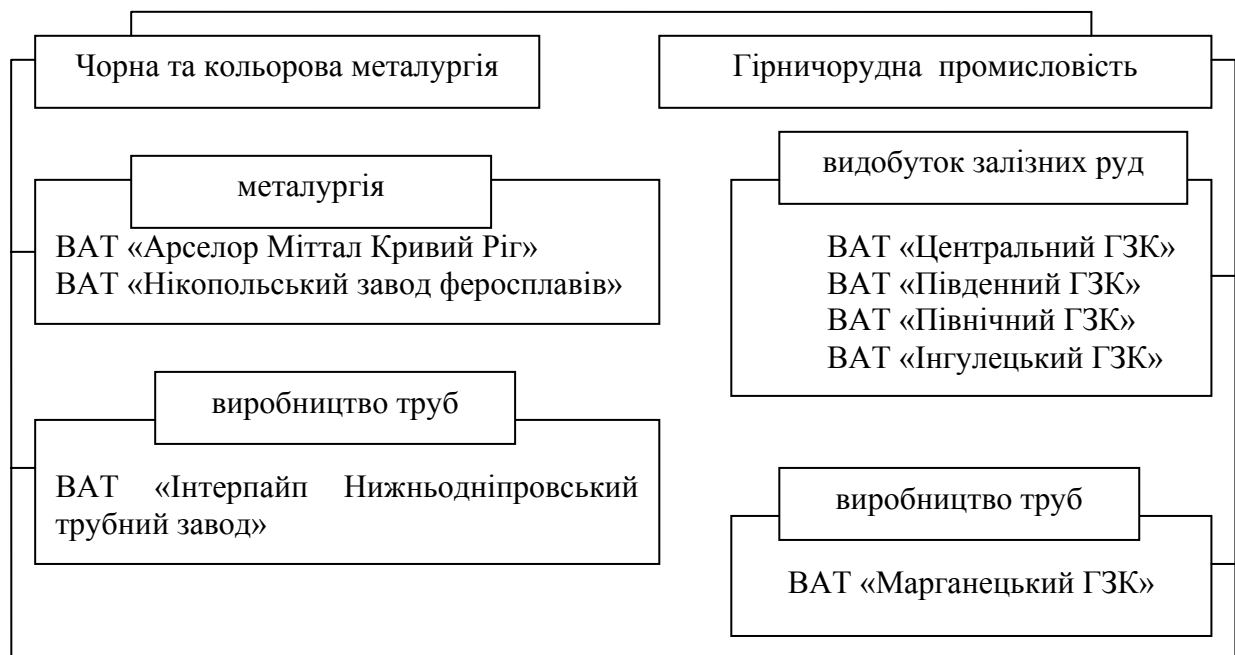 Чорна та кольорова металургія
Гірничорудна промисловість
металургія
ВАТ «Арселор Міттал Кривий Ріг»
ВАТ «Нікопольський завод феросплавів»
виробництво труб
ВАТ «Інтерпайп Нижньодніпровський
трубний завод»
видобуток залізних руд
ВАТ «Центральний ГЗК»
ВАТ «Південний ГЗК»
ВАТ «Північний ГЗК»
ВАТ «Інгулецький ГЗК»
виробництво труб
ВАТ «Марганецький ГЗК»